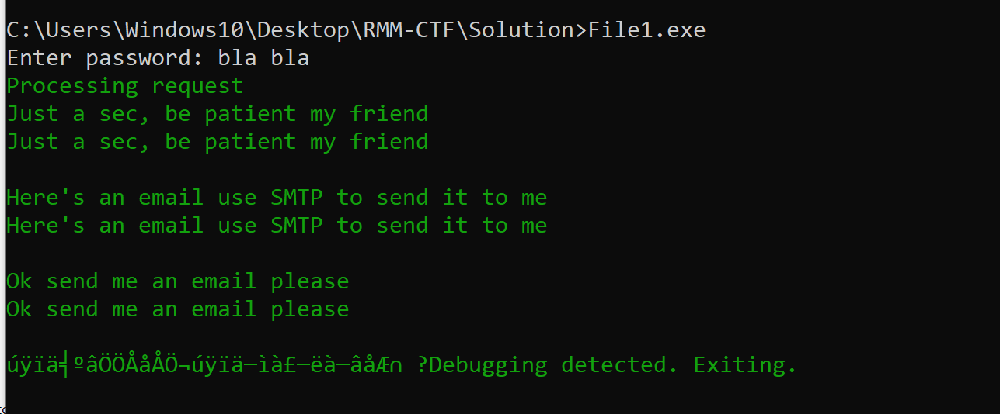 C:\Users\Windows10\Desktop\RMM-CTF\Solution>File1.exe
Enter password: bla bla
Processing request
Just a sec, be patient my friend
Just a sec, be patient my friend
Here's an email use SMTP to send it to me
Here's an email use SMTP to send it to me
Ok send me an email please
Ok send me an email please
úÿïä╡ºâÖÖÅåÅÖ¬úÿïä─ìà£─ëà─âåÆn ?Debugging detected. Exiting.